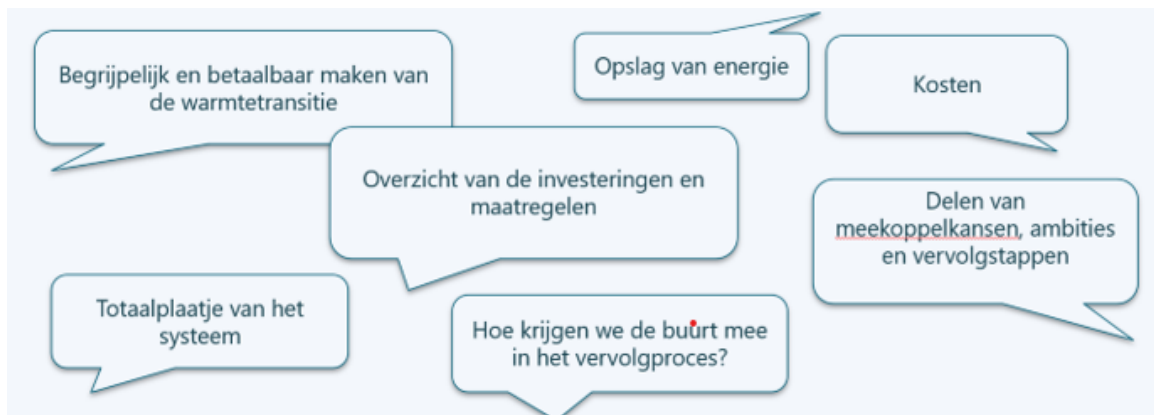 Begrijpelijk en betaalbaar maken van
de warmtetransitie
Opslag van energie
Kosten
Overzicht van de investeringen en
maatregelen
Delen van
meekoppelkansen, ambities
en vervolgstappen
Totaalplaatje van het
systeem
Hoe krijgen we de buurt mee
in het vervolgproces?